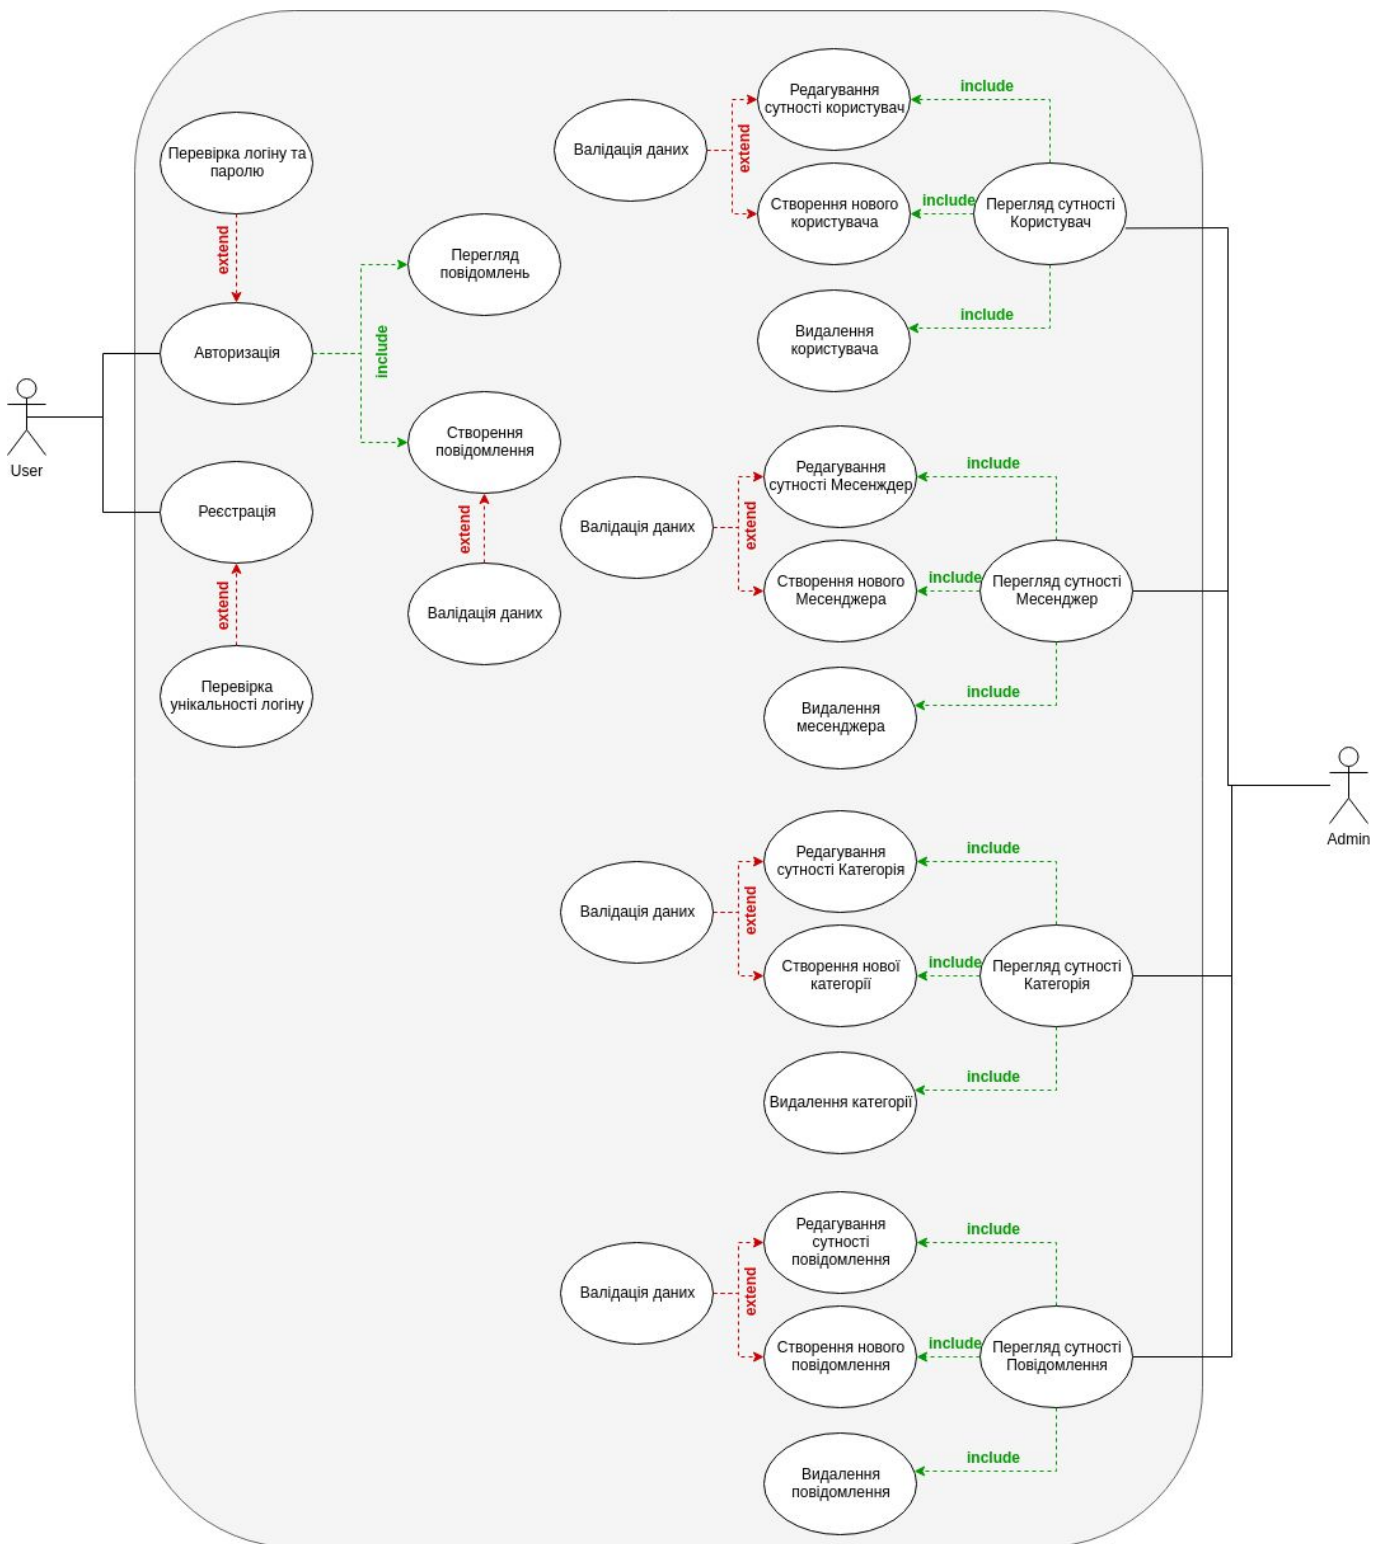 Перевірка логіну та
паролю
extend
Авторизація
include
Перегляд
повідомлень
Створення
повідомлення
extend
Валідація даних
User
Реєстрація
extend
Перевірка
унікальності логіну
Валідація даних
extend
Редагування
сутності користувач
include
Створення нового
користувача
include
Перегляд сутності
Користувач
Видалення
користувача
include
Валідація даних
extend
Редагування
сутності Месенждер
include
Створення нового
Месенджера
include
Перегляд сутності
Месенджер
Видалення
месенджера
include
Admin
Валідація даних
extend
Редагування
сутності Категорія
include
Створення нової
категорії
include
Перегляд сутності
Категорія
Видалення категорії
include
Валідація даних
extend
Редагування
сутності
повідомлення
include
Створення нового
повідомлення
include
Перегляд сутності
Повідомлення
Видалення
повідомлення
include